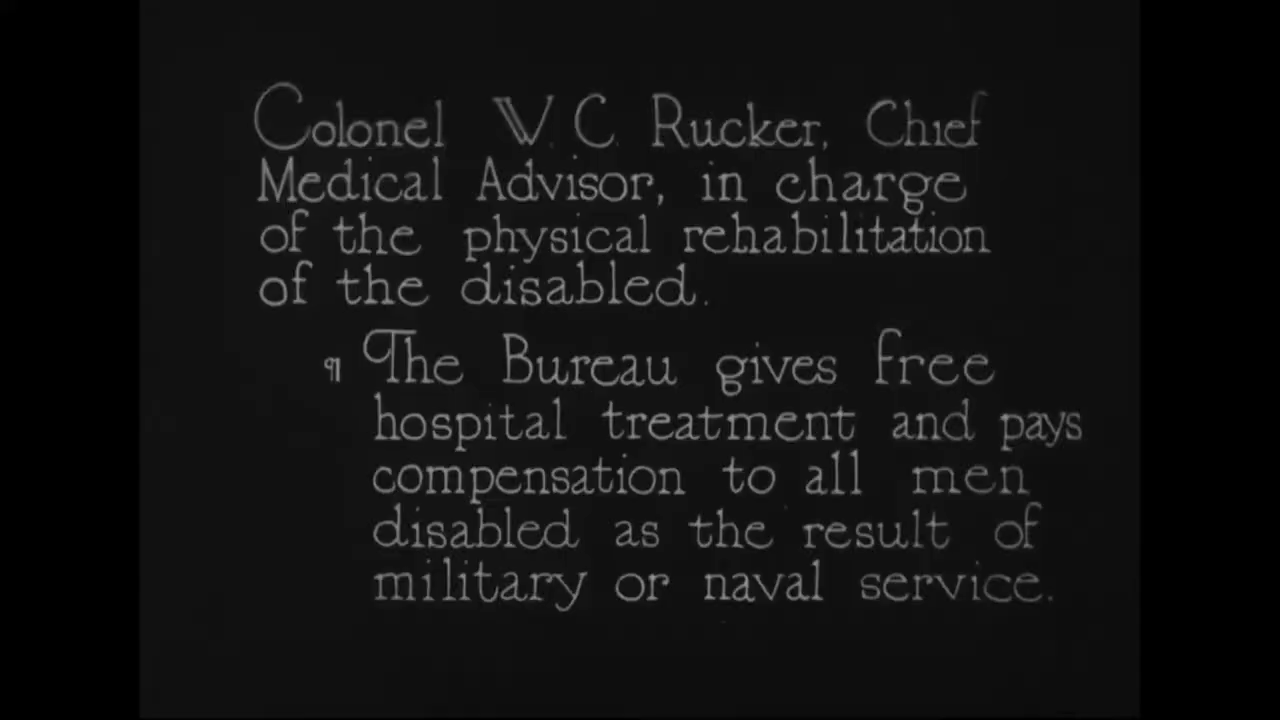 Colonel W. C. Rucker, Chief
Medical Advisor, in charge
of the physical rehabilitation
of the disabled.
¶ The Bureau gives free
hospital treatment and pays
compensation to all men
disabled as the result of
military or naval service.